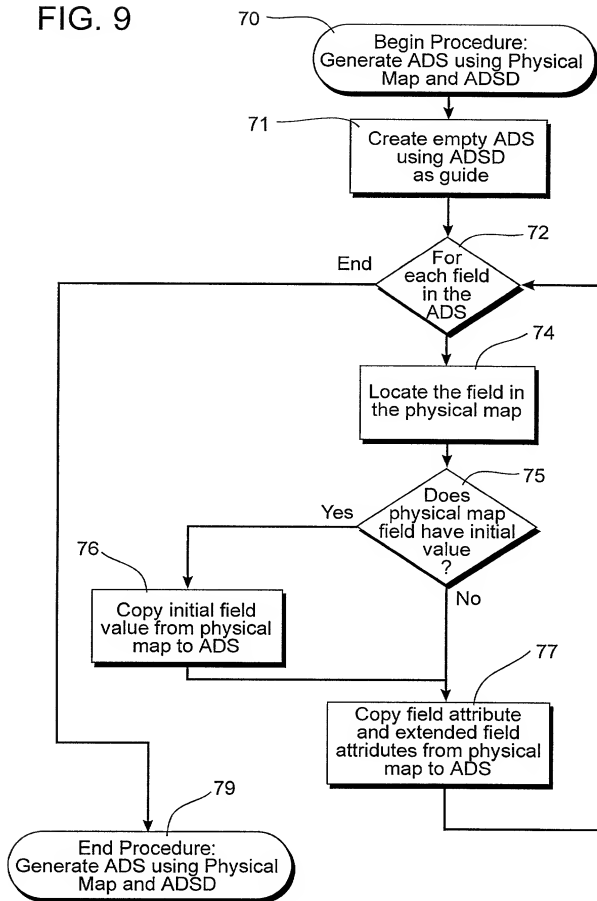 FIG. 9
70
Begin Procedure:
Generate ADS using Physical
Map and ADSD
71
Create empty ADS
using ADSD
as guide
72
For
each field
in the
ADS
End
74
Locate the field in
the physical map
75
Does
physical map
field have initial
value
?
Yes
No
76
Copy initial field
value from physical
map to ADS
77
Copy field attribute
and extended field
attridutes from physical
map to ADS
79
End Procedure:
Generate ADS using Physical
Map and ADSD